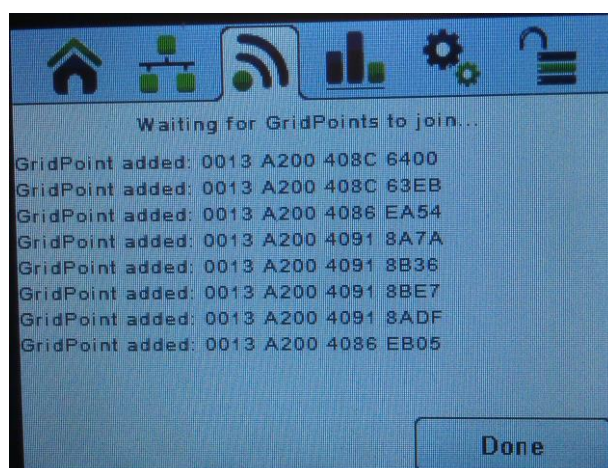 Waiting for GridPoints to join...
GridPoint added: 0013 A200 408C 6400
GridPoint added: 0013 A200 408C 63EB
GridPoint added: 0013 A200 4086 EA54
GridPoint added: 0013 A200 4091 8A7A
GridPoint added: 0013 A200 4091 8B36
GridPoint added: 0013 A200 4091 8BE7
GridPoint added: 0013 A200 4091 8ADF
GridPoint added: 0013 A200 4086 EB05
Done